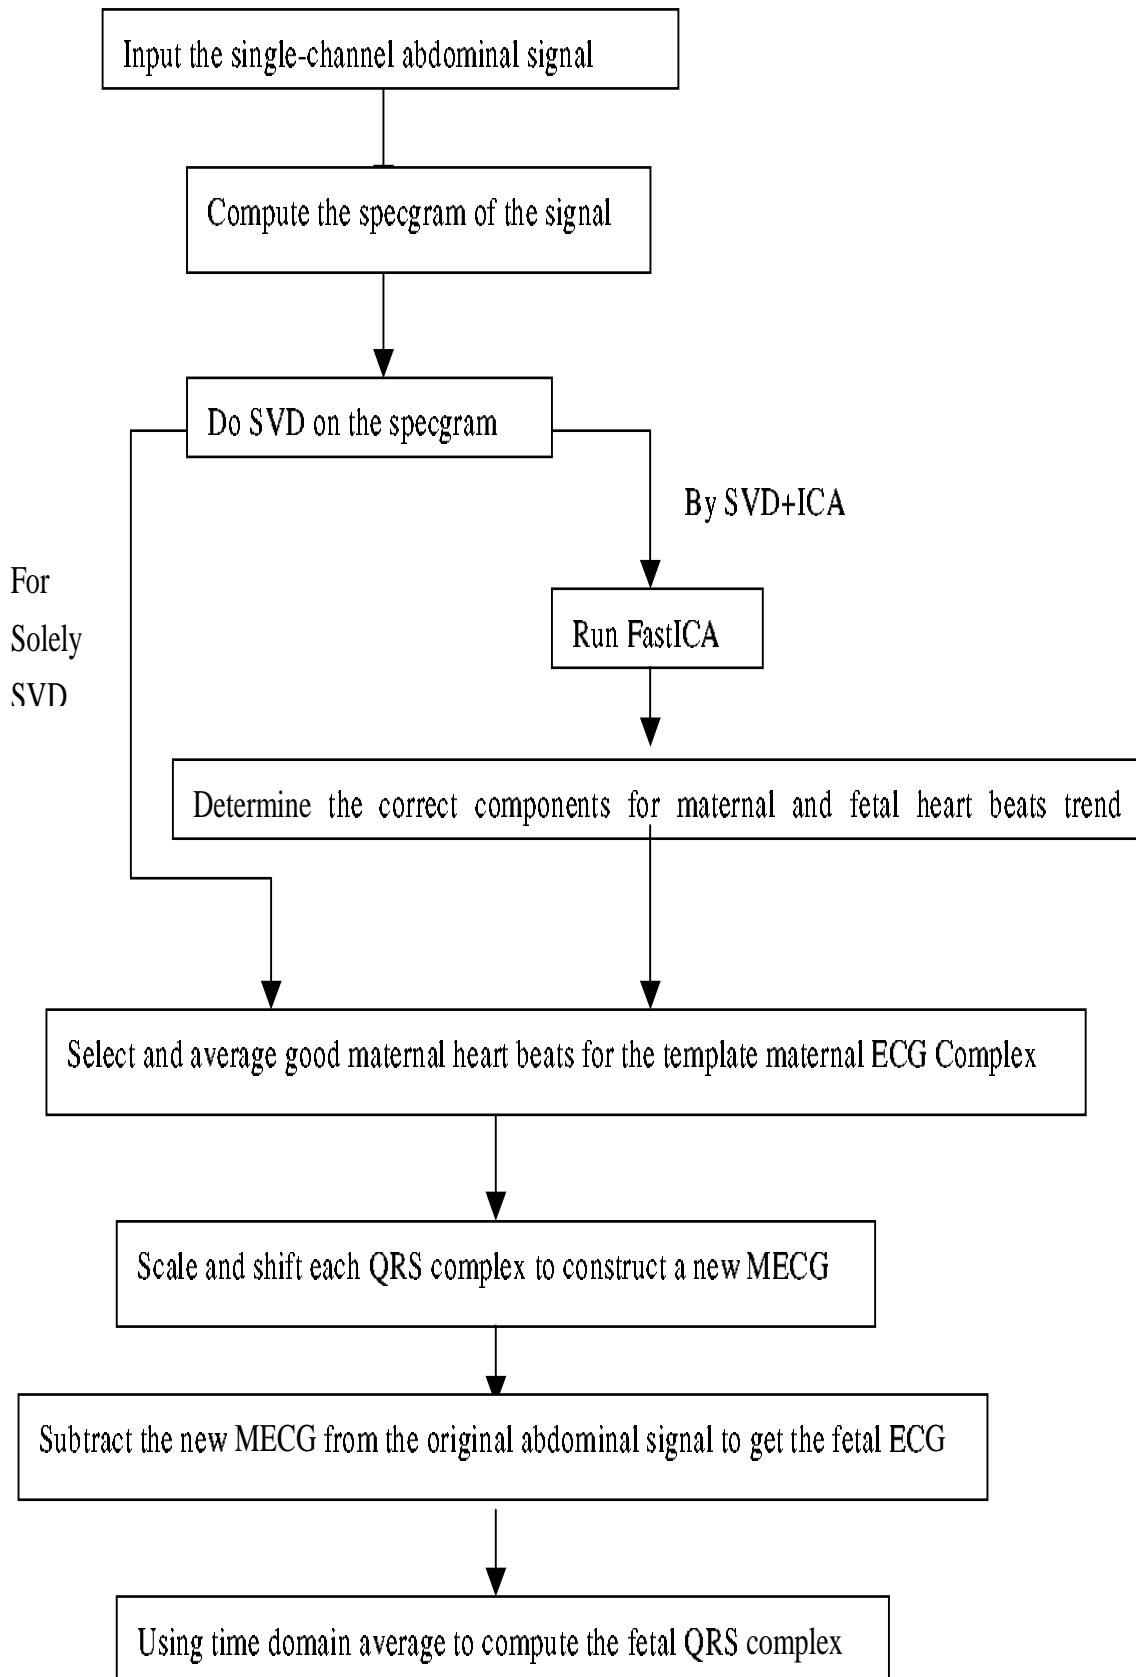 Input the single-channel abdominal signal
Compute the specgram of the signal
Do SVD on the specgram
By SVD+ICA
For
Solely
SVD
Run FastICA
Determine the correct components for maternal and fetal heart beats trend
Select and average good maternal heart beats for the template maternal ECG Complex
Scale and shift each QRS complex to construct a new MECG
Subtract the new MECG from the original abdominal signal to get the fetal ECG
Using time domain average to compute the fetal QRS complex